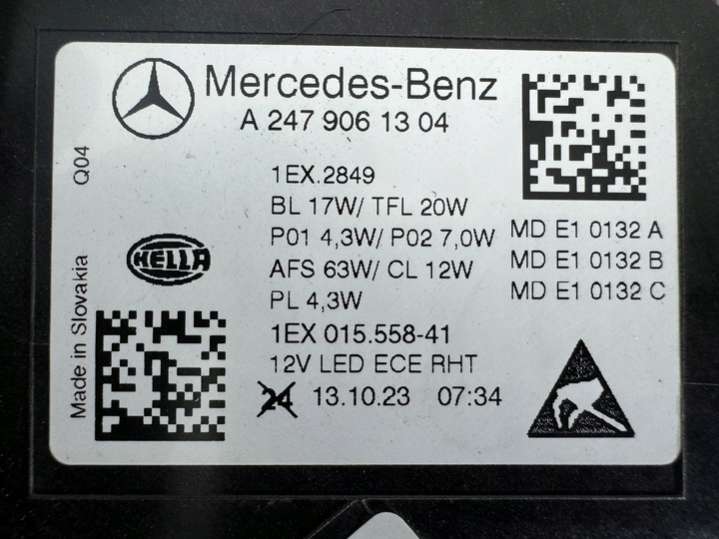 Mercedes-Benz
A 247 906 13 04
Q04
1EX.2849
BL 17W/ TFL 20W
P01 4,3W/ P02 7,0W
AFS 63W/ CL 12W
PL 4,3W
MD E1 0132 A
MD E1 0132 B
MD E1 0132 C
HELLA
Made in Slovakia
1EX 015.558-41
12V LED ECE RHT
24 13.10.23 07:34